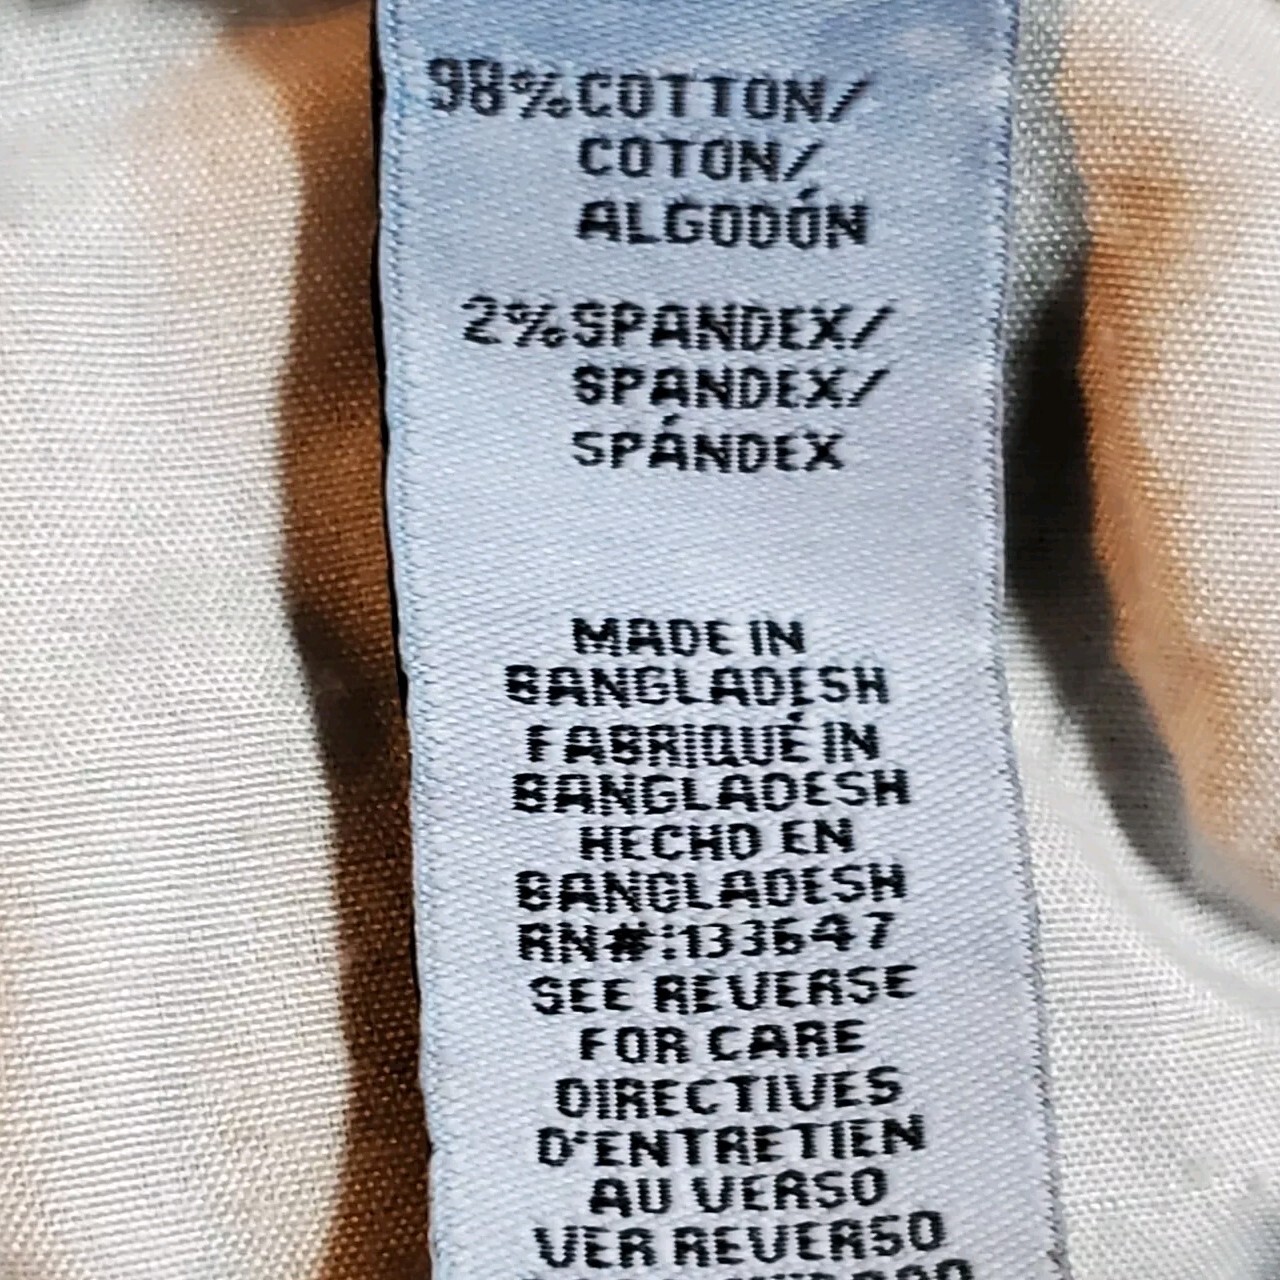 98% COTTON/
COTON/
ALGODÓN
2% SPANDEX/
SPANDEX/
SPÁNDEX
MADE IN
BANGLADESH
FABRIQUÉ IN
BANGLADESH
HECHO EN
BANGLADESH
RN#:133647
SEE REVERSE
FOR CARE
DIRECTIVES
D'ENTRETIEN
AU VERSO
VER REVERSO